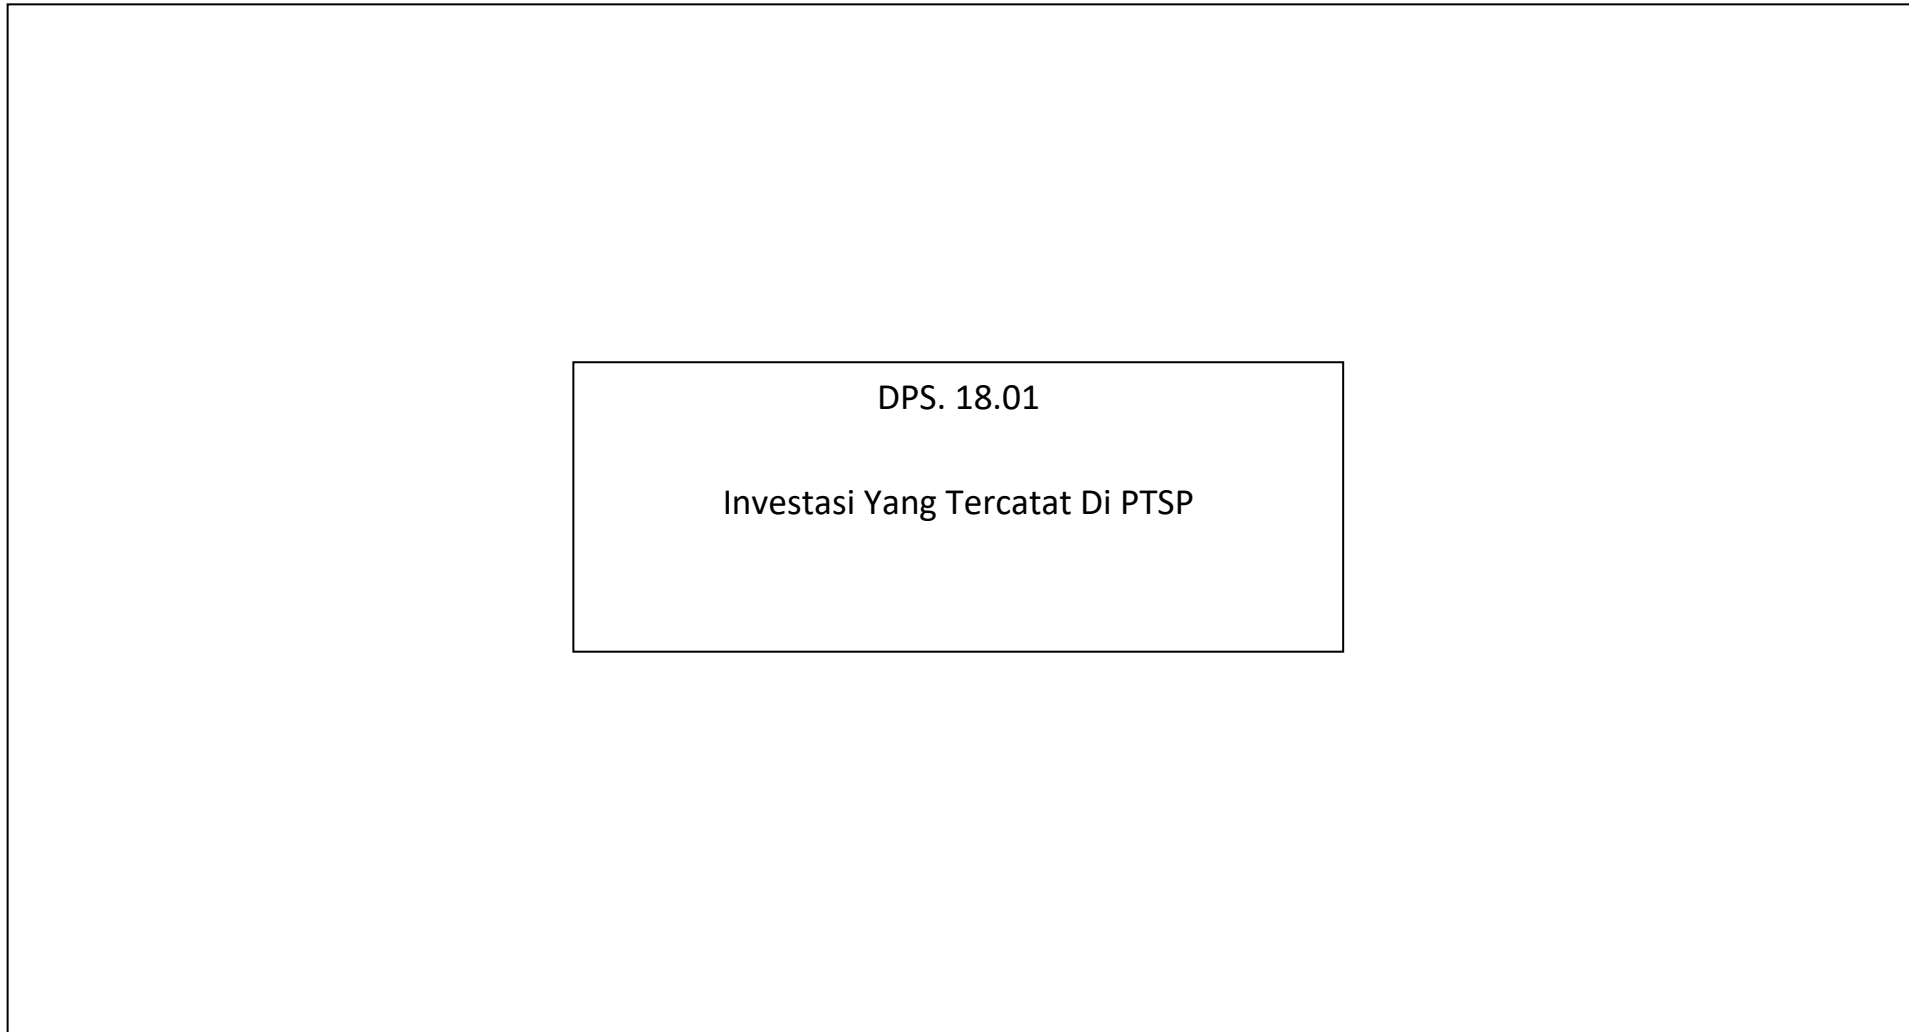 DPS. 18.01
Investasi Yang Tercatat Di PTSP